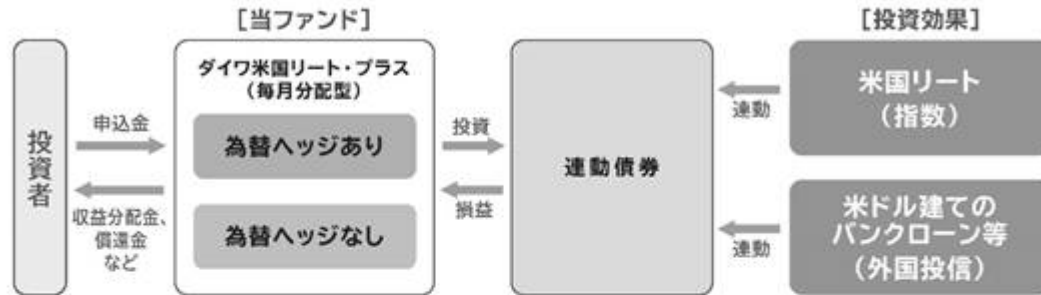 [当ファンド]
[投資効果]
投資者
申込金
収益分配金、
償還金
など
ダイワ米国リート・プラス
（毎月分配型）
為替ヘッジあり
為替ヘッジなし
投資
損益
連動債券
連動
連動
米国リート
（指数）
米ドル建ての
バンクローン等
（外国投信）